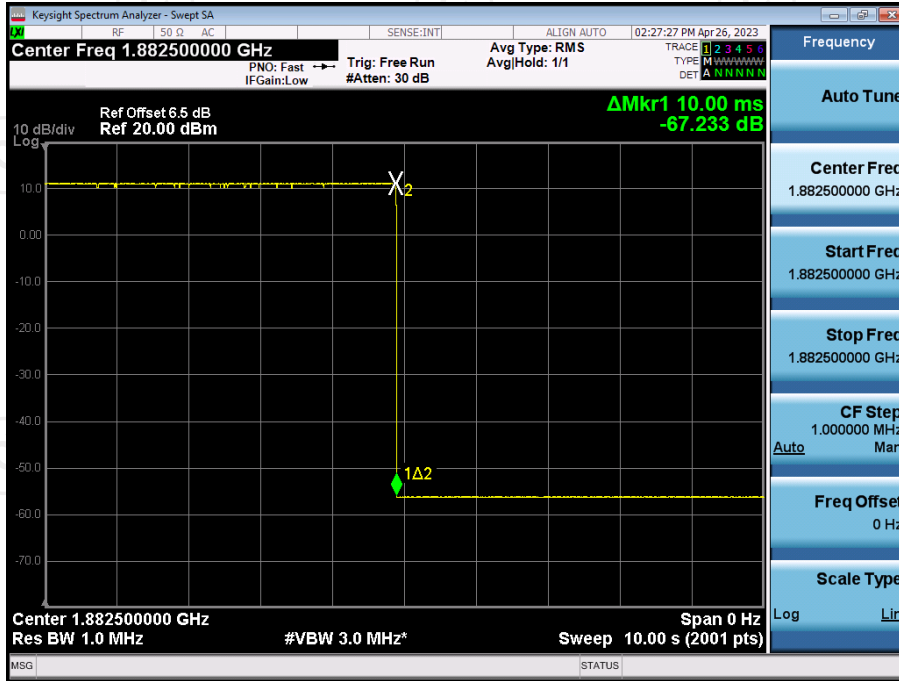 Keysight Spectrum Analyzer - Swept SA
LXI RF 50 Ω AC SENSE:INT ALIGN AUTO 02:27:27 PM Apr 26, 2023
Center Freq 1.882500000 GHz
PNO: Fast
IFGain:Low
Trig: Free Run
#Atten: 30 dB
Avg Type: RMS
Avg|Hold: 1/1
TRACE 1 2 3 4 5 6
TYPE M WWWWW
DET A N N N N N
Frequency
ΔMkr1 10.00 ms
-67.233 dB
Ref Offset 6.5 dB
10 dB/div Ref 20.00 dBm
Log
10.0
0.00
-10.0
-20.0
-30.0
-40.0
-50.0
-60.0
-70.0
2
1Δ2
Center 1.882500000 GHz Span 0 Hz
Res BW 1.0 MHz #VBW 3.0 MHz* Sweep 10.00 s (2001 pts)
MSG STATUS
Auto Tune
Center Freq
1.882500000 GHz
Start Freq
1.882500000 GHz
Stop Freq
1.882500000 GHz
CF Step
1.000000 MHz
Auto Man
Freq Offset
0 Hz
Scale Type
Log Lin